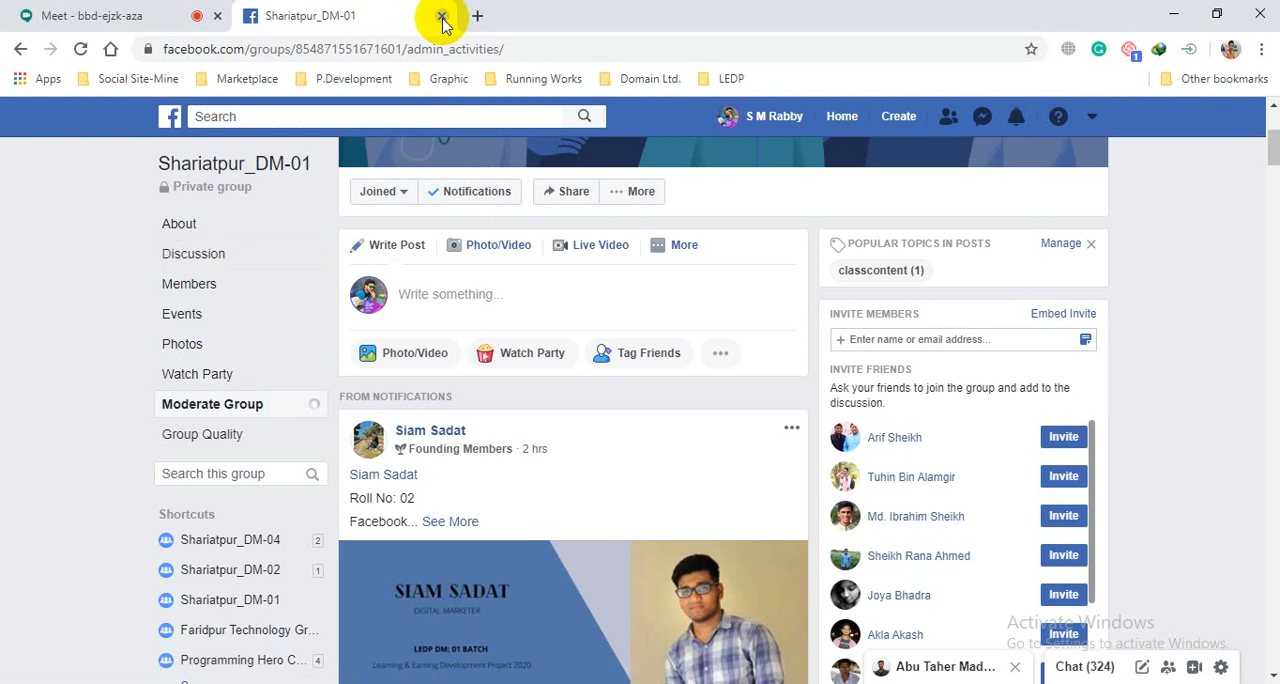 Meet - bbd-ejzk-aza
Shariatpur_DM-01
facebook.com/groups/854871551671601/admin_activities/
1
Apps
Social Site-Mine
Marketplace
P.Development
Graphic
Running Works
Domain Ltd.
LEDP
Other bookmarks
Search
S M Rabby
Home
Create
Shariatpur_DM-01
Private group
About
Discussion
Members
Events
Photos
Watch Party
Moderate Group
Group Quality
Search this group
Shortcuts
Shariatpur_DM-04 2
Shariatpur_DM-02 1
Shariatpur_DM-01
Faridpur Technology Gr...
Programming Hero C... 4
Joined
Notifications
Share
More
Write Post
Photo/Video
Live Video
More
Write something...
Photo/Video
Watch Party
Tag Friends
FROM NOTIFICATIONS
Siam Sadat
Founding Members · 2 hrs
Siam Sadat
Roll No: 02
Facebook... See More
SIAM SADAT
DIGITAL MARKETER
LEDP DM: 01 BATCH
Learning & Earning Development Project 2020
POPULAR TOPICS IN POSTS
Manage
classcontent (1)
INVITE MEMBERS
Embed Invite
+ Enter name or email address...
INVITE FRIENDS
Ask your friends to join the group and add to the
discussion.
Arif Sheikh Invite
Tuhin Bin Alamgir Invite
Md. Ibrahim Sheikh Invite
Sheikh Rana Ahmed Invite
Joya Bhadra Invite
Akla Akash Invite
Activate Windows
Go to Settings to activate Windows.
Abu Taher Mad...
Chat (324)